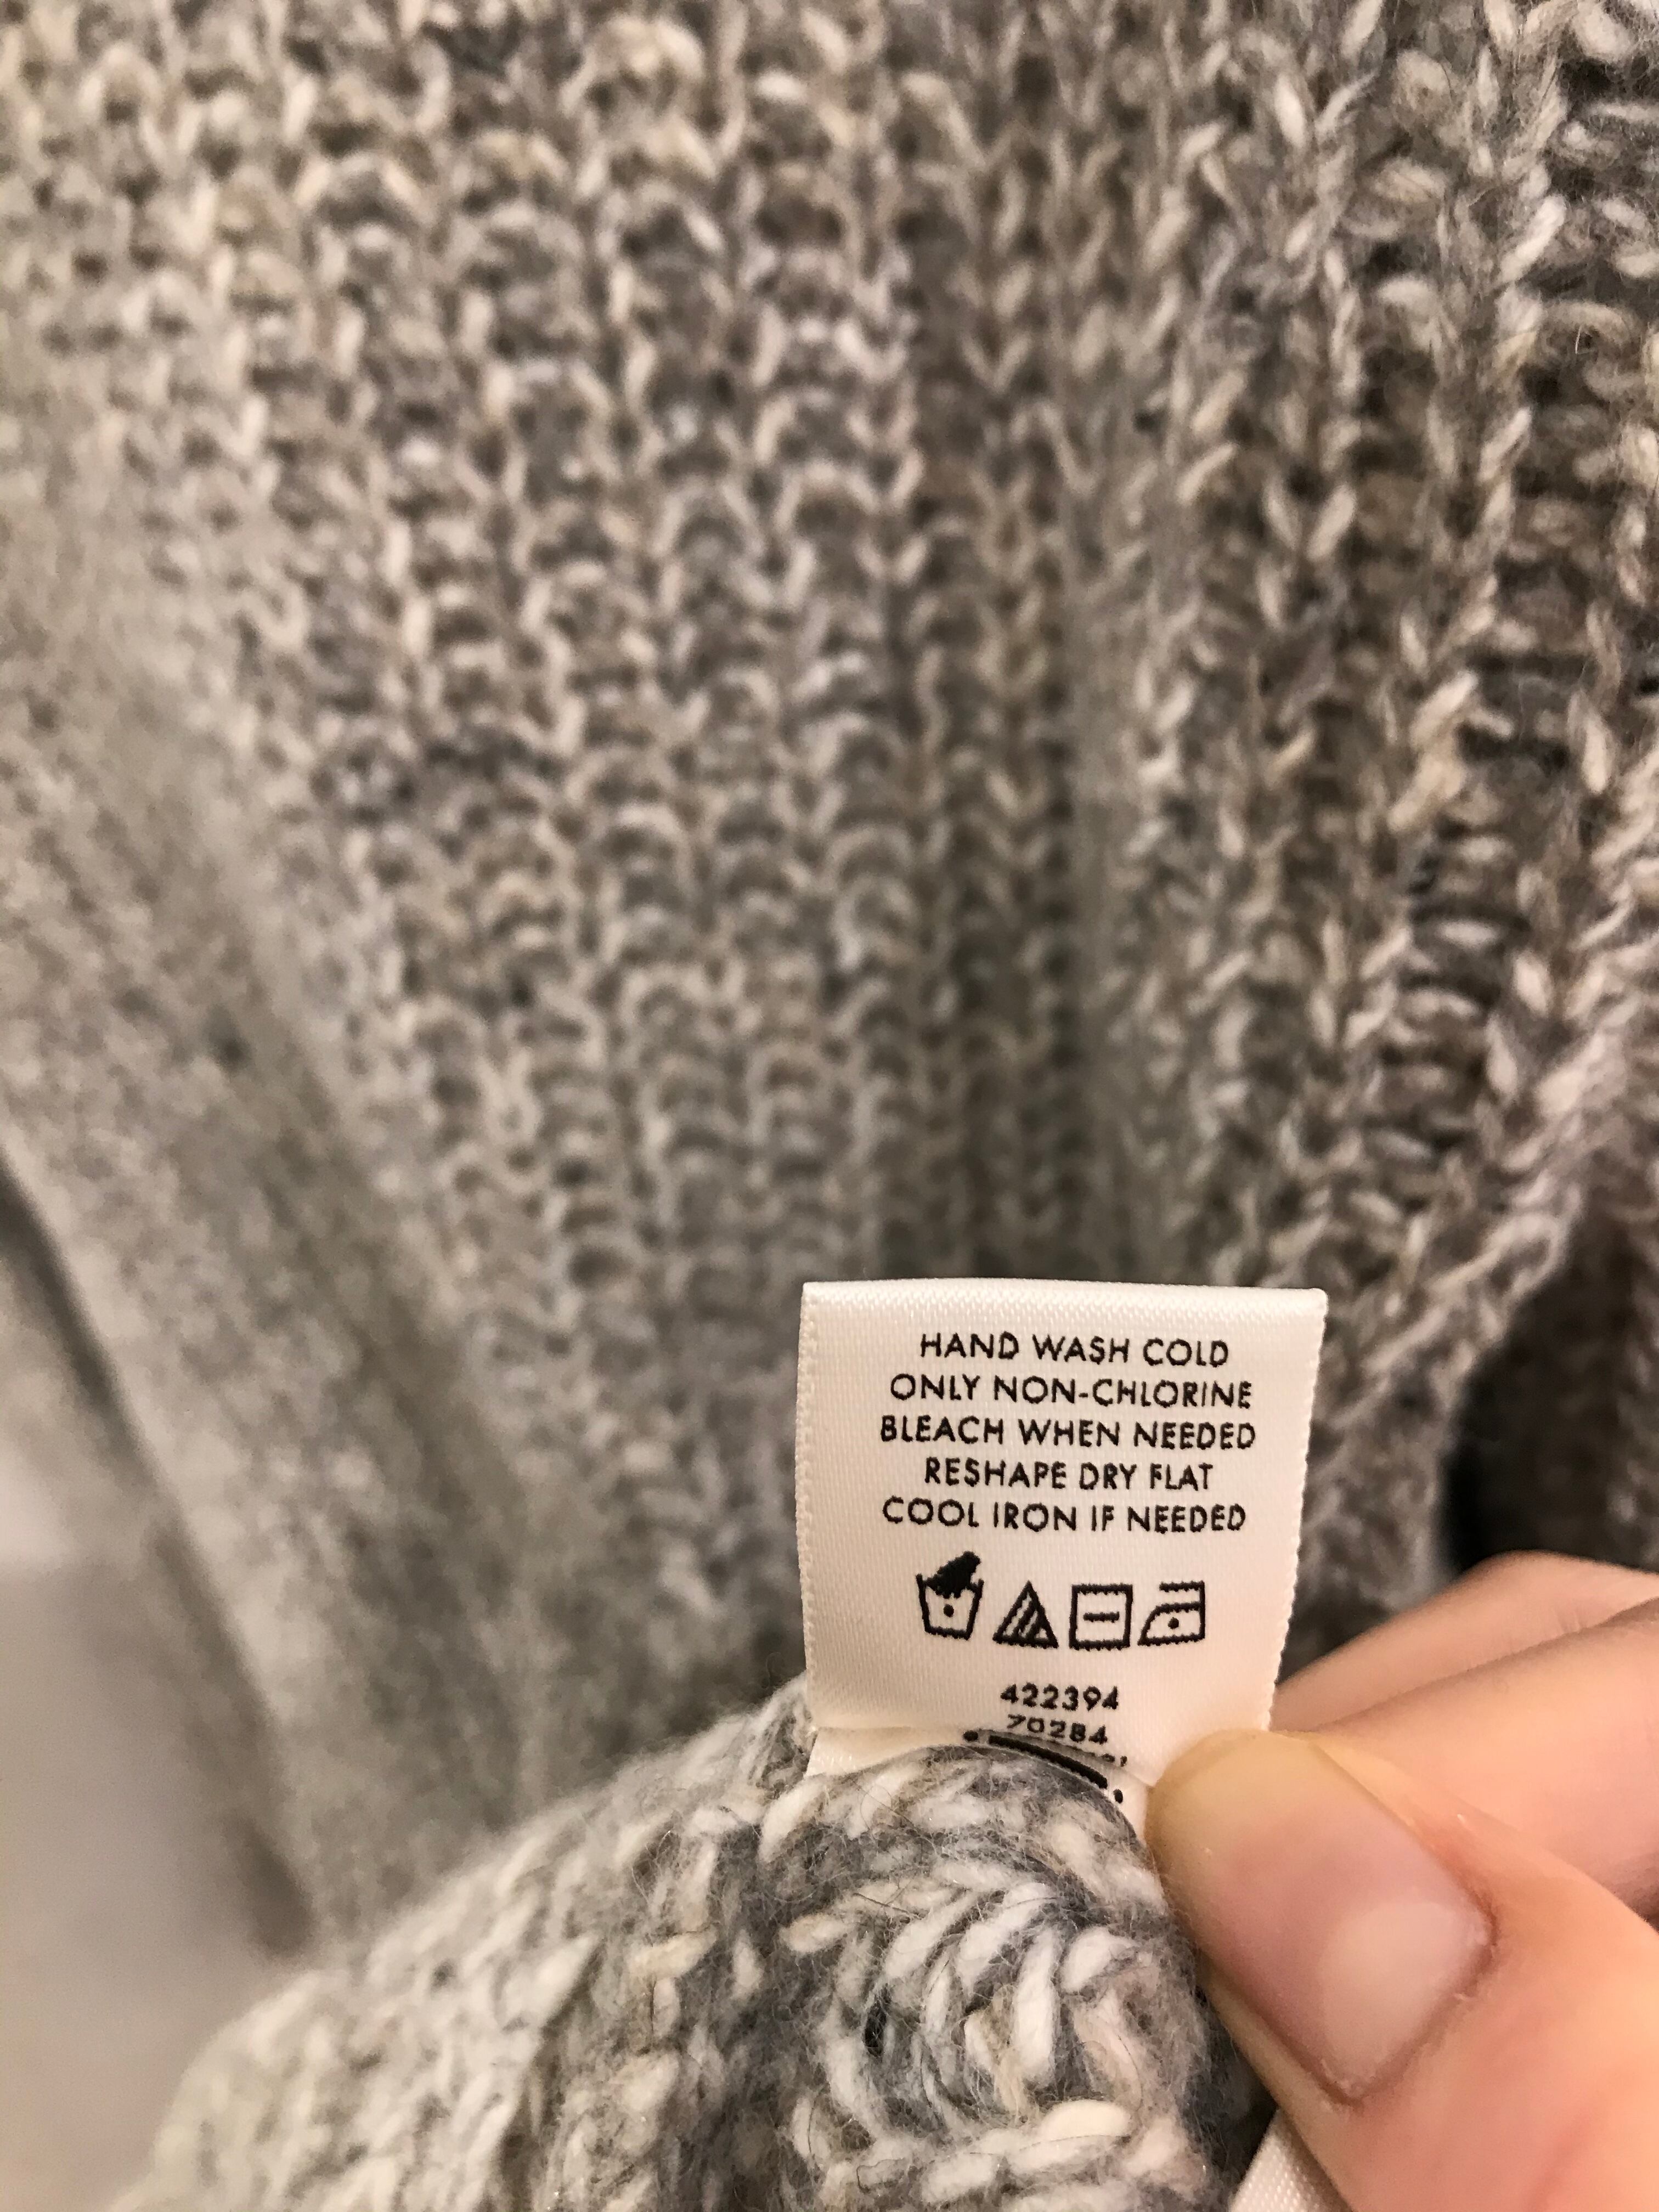 HAND WASH COLD
ONLY NON-CHLORINE
BLEACH WHEN NEEDED
RESHAPE DRY FLAT
COOL IRON IF NEEDED
422394
70284